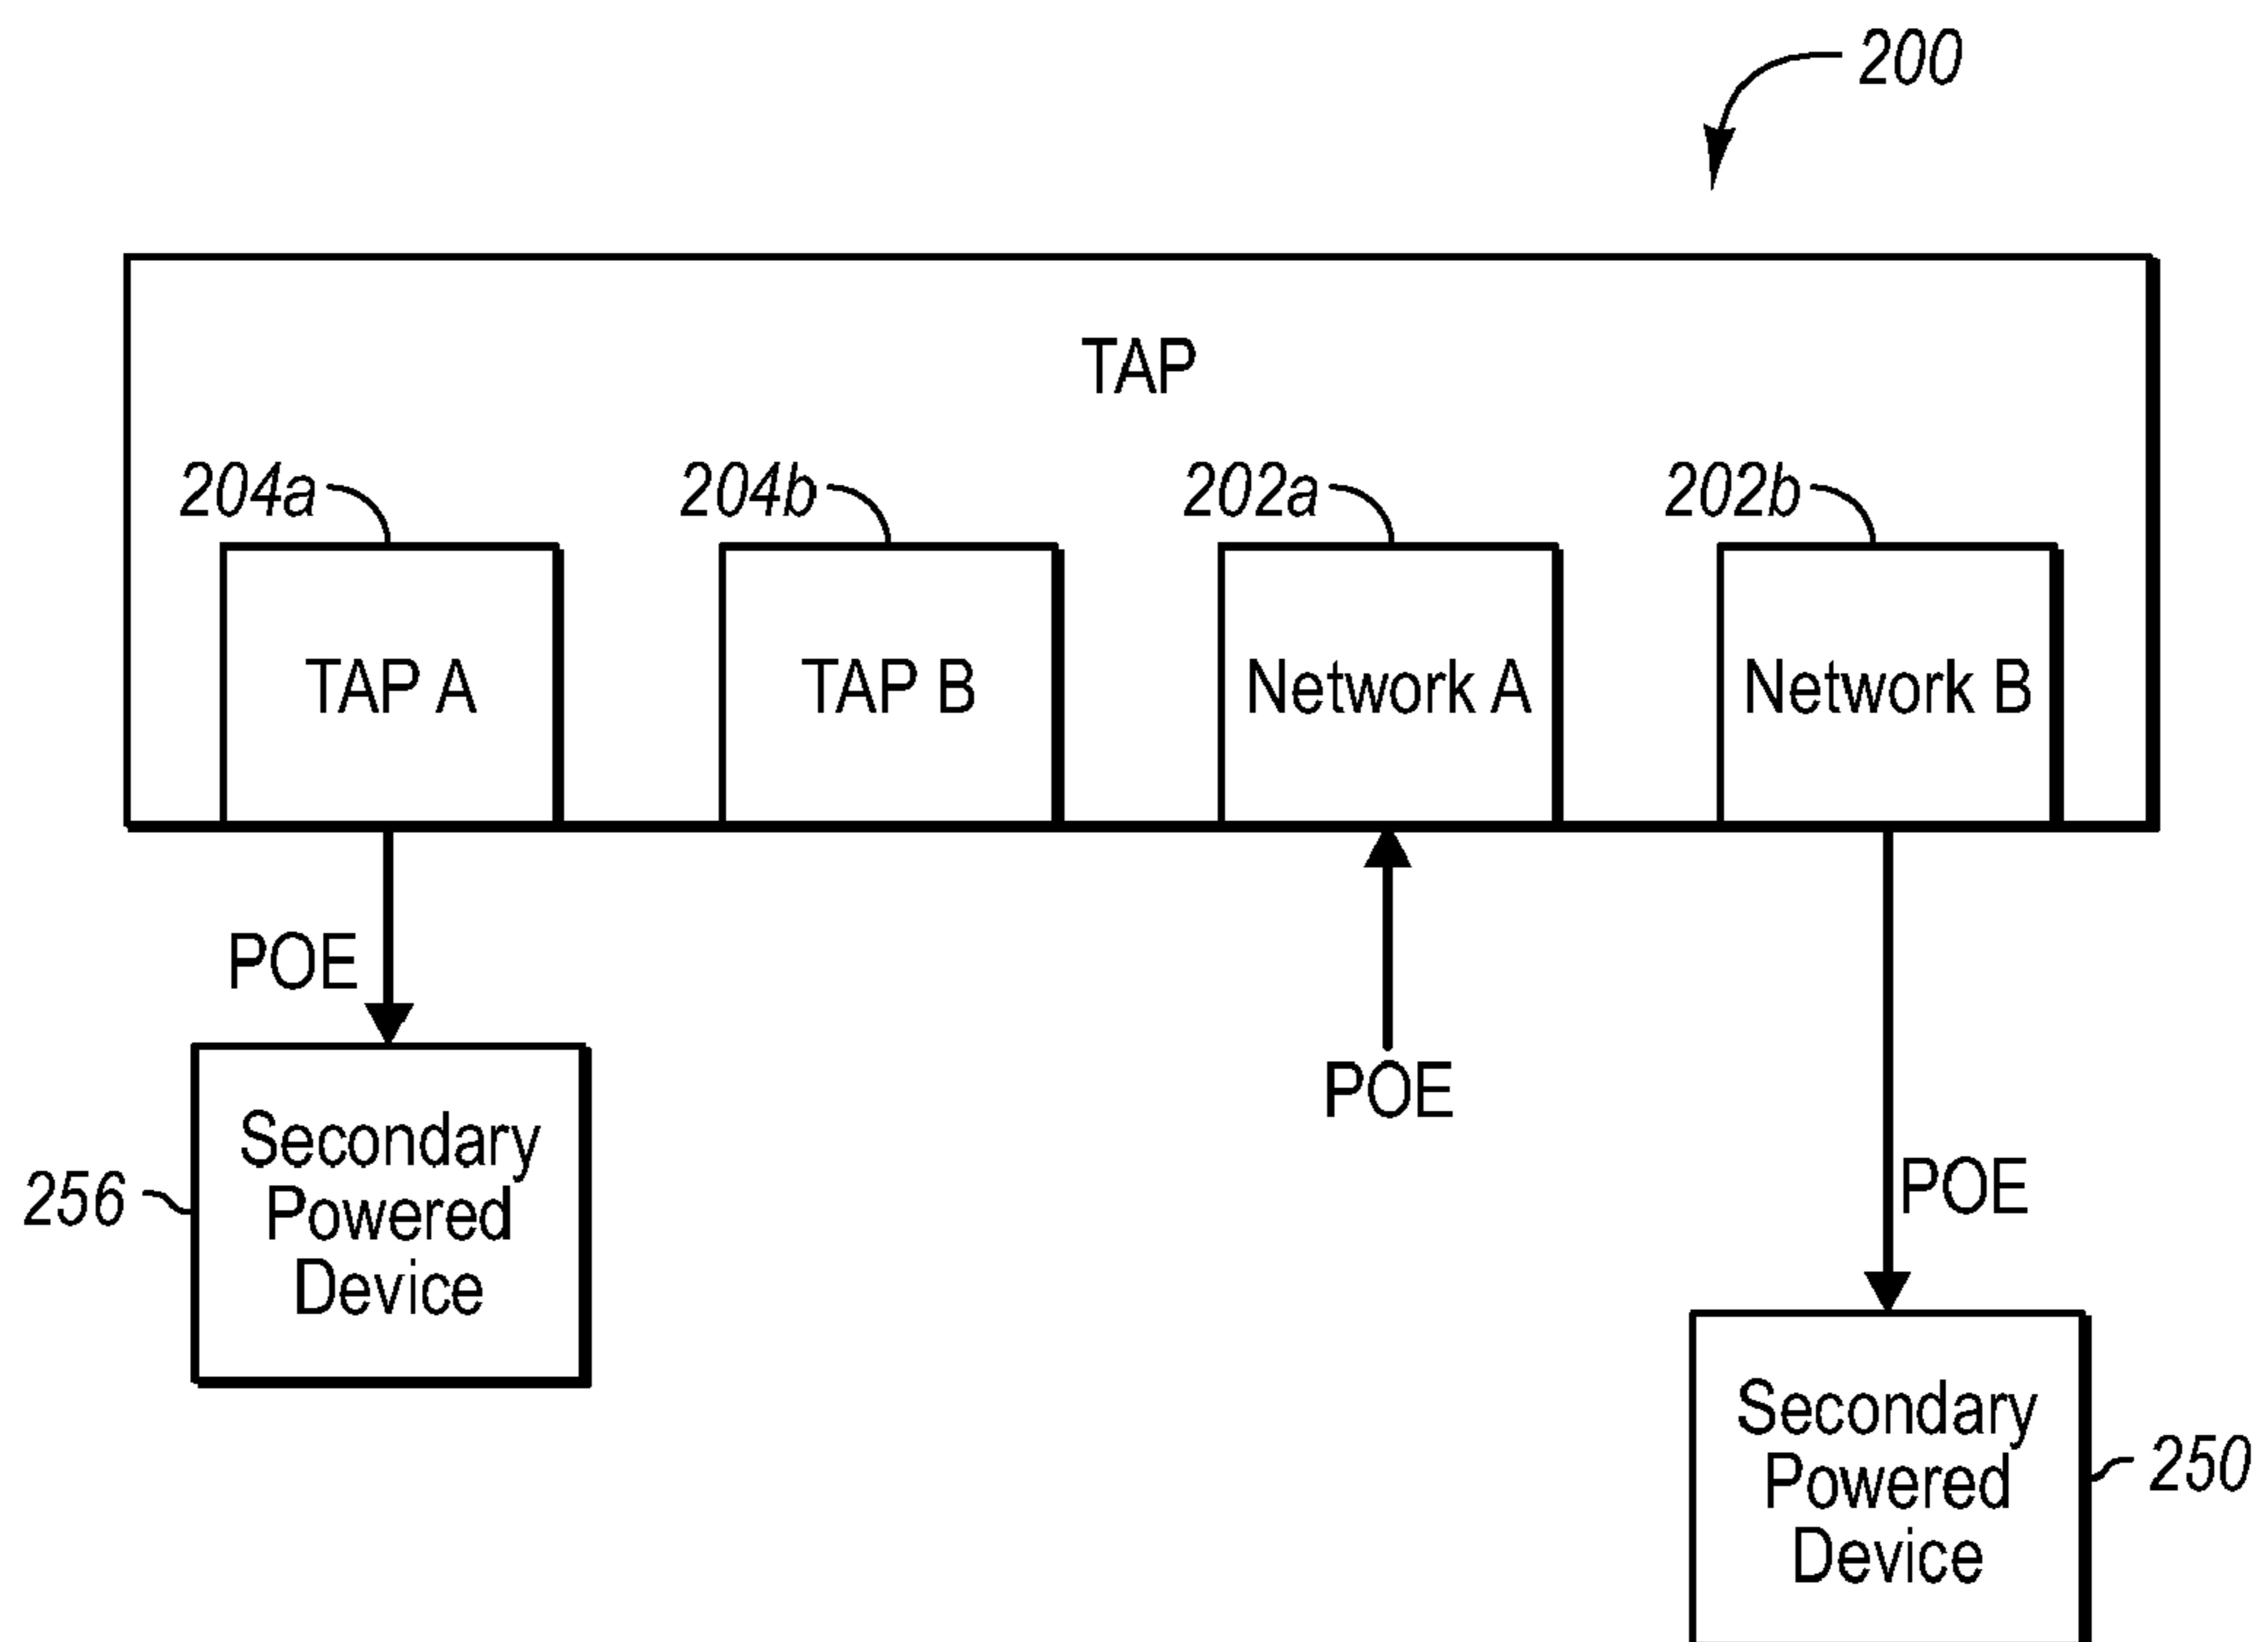 200
TAP
204a
204b
202a
202b
TAP A
TAP B
Network A
Network B
POE
POE
POE
256
Secondary
Powered
Device
Secondary
Powered
Device
250